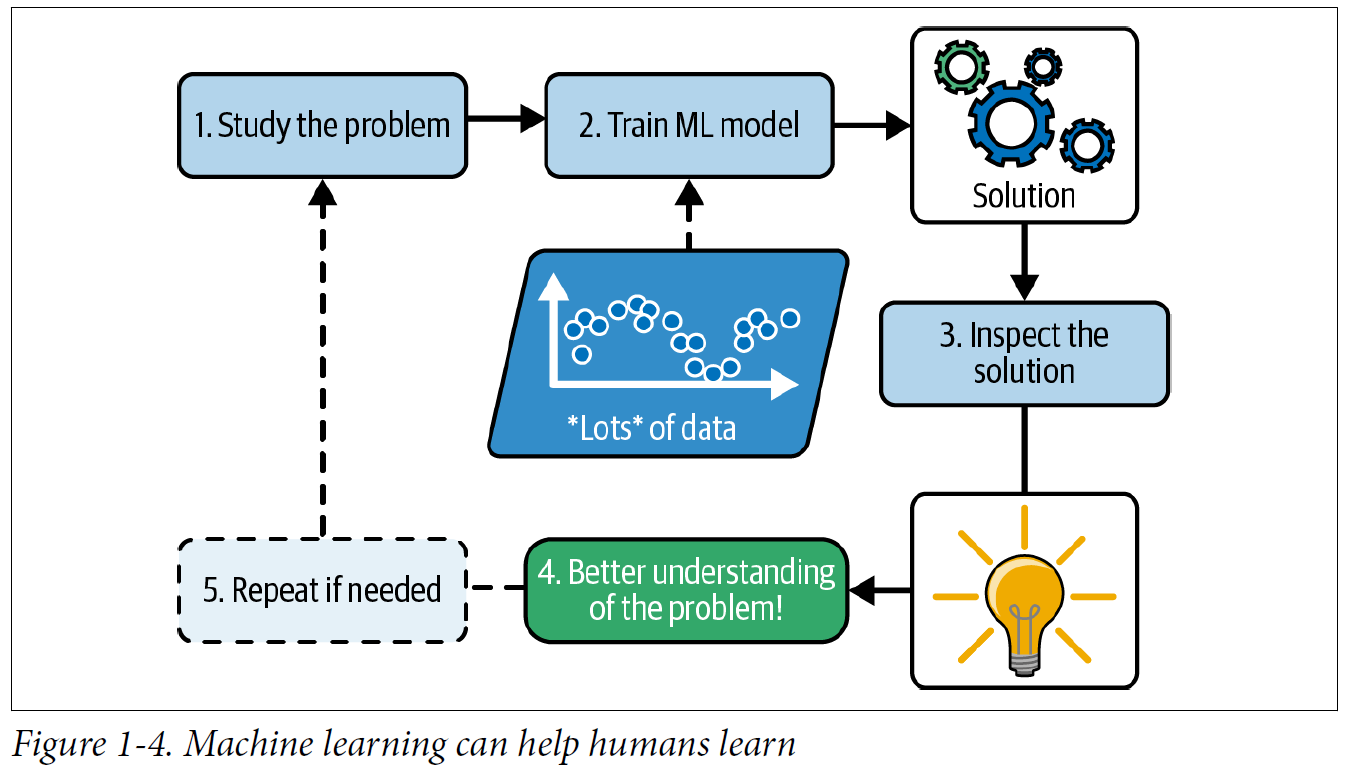 1. Study the problem
2. Train ML model
Solution
3. Inspect the
solution
*Lots* of data
4. Better understanding
of the problem!
5. Repeat if needed
Figure 1-4. Machine learning can help humans learn